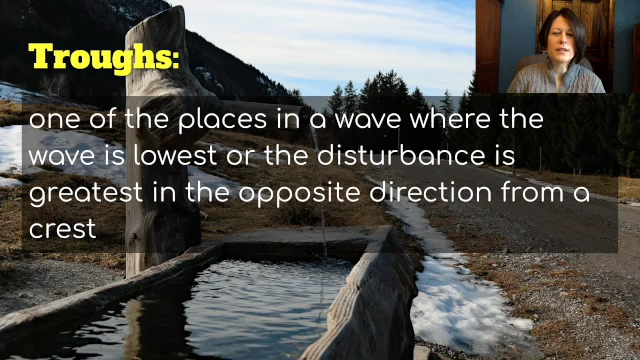 Troughs:
one of the places in a wave where the
wave is lowest or the disturbance is
greatest in the opposite direction from a
crest